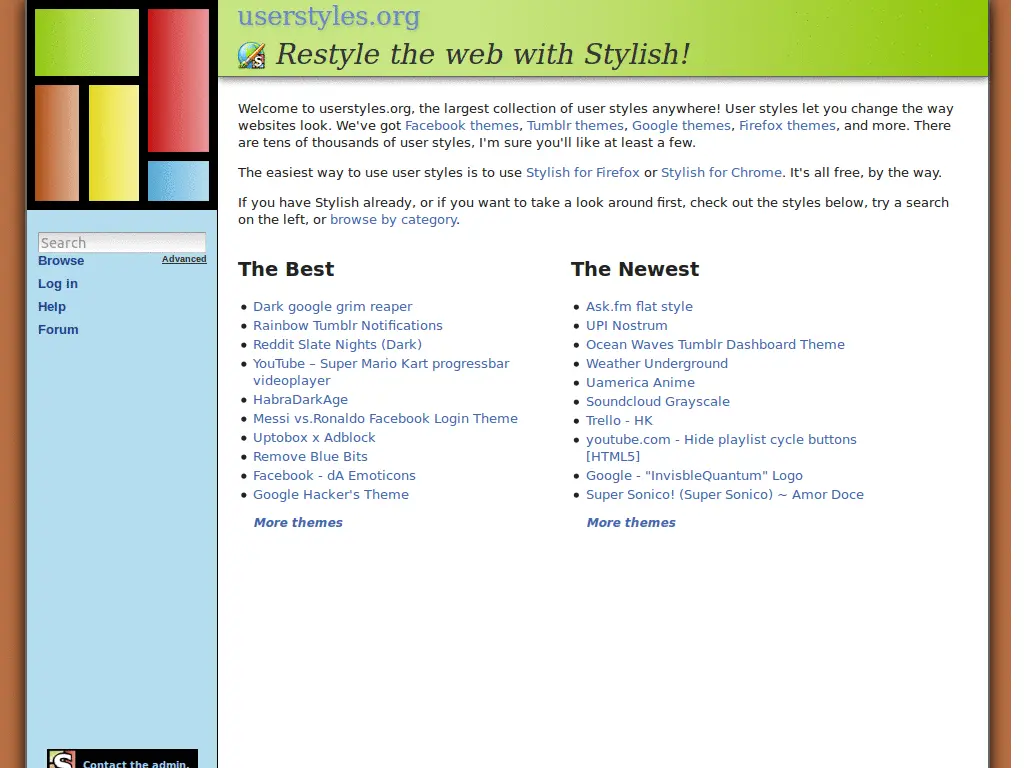 userstyles.org
Restyle the web with Stylish!
Search
Browse
Advanced
Log in
Help
Forum
Welcome to userstyles.org, the largest collection of user styles anywhere! User styles let you change the way
websites look. We've got Facebook themes, Tumblr themes, Google themes, Firefox themes, and more. There
are tens of thousands of user styles, I'm sure you'll like at least a few.
The easiest way to use user styles is to use Stylish for Firefox or Stylish for Chrome. It's all free, by the way.
If you have Stylish already, or if you want to take a look around first, check out the styles below, try a search
on the left, or browse by category.
The Best
Dark google grim reaper
Rainbow Tumblr Notifications
Reddit Slate Nights (Dark)
YouTube – Super Mario Kart progressbar
videoplayer
HabraDarkAge
Messi vs.Ronaldo Facebook Login Theme
Uptobox x Adblock
Remove Blue Bits
Facebook - dA Emoticons
Google Hacker's Theme
More themes
The Newest
Ask.fm flat style
UPI Nostrum
Ocean Waves Tumblr Dashboard Theme
Weather Underground
Uamerica Anime
Soundcloud Grayscale
Trello - HK
youtube.com - Hide playlist cycle buttons
[HTML5]
Google - "InvisbleQuantum" Logo
Super Sonico! (Super Sonico) ~ Amor Doce
More themes
S
Contact the admin.